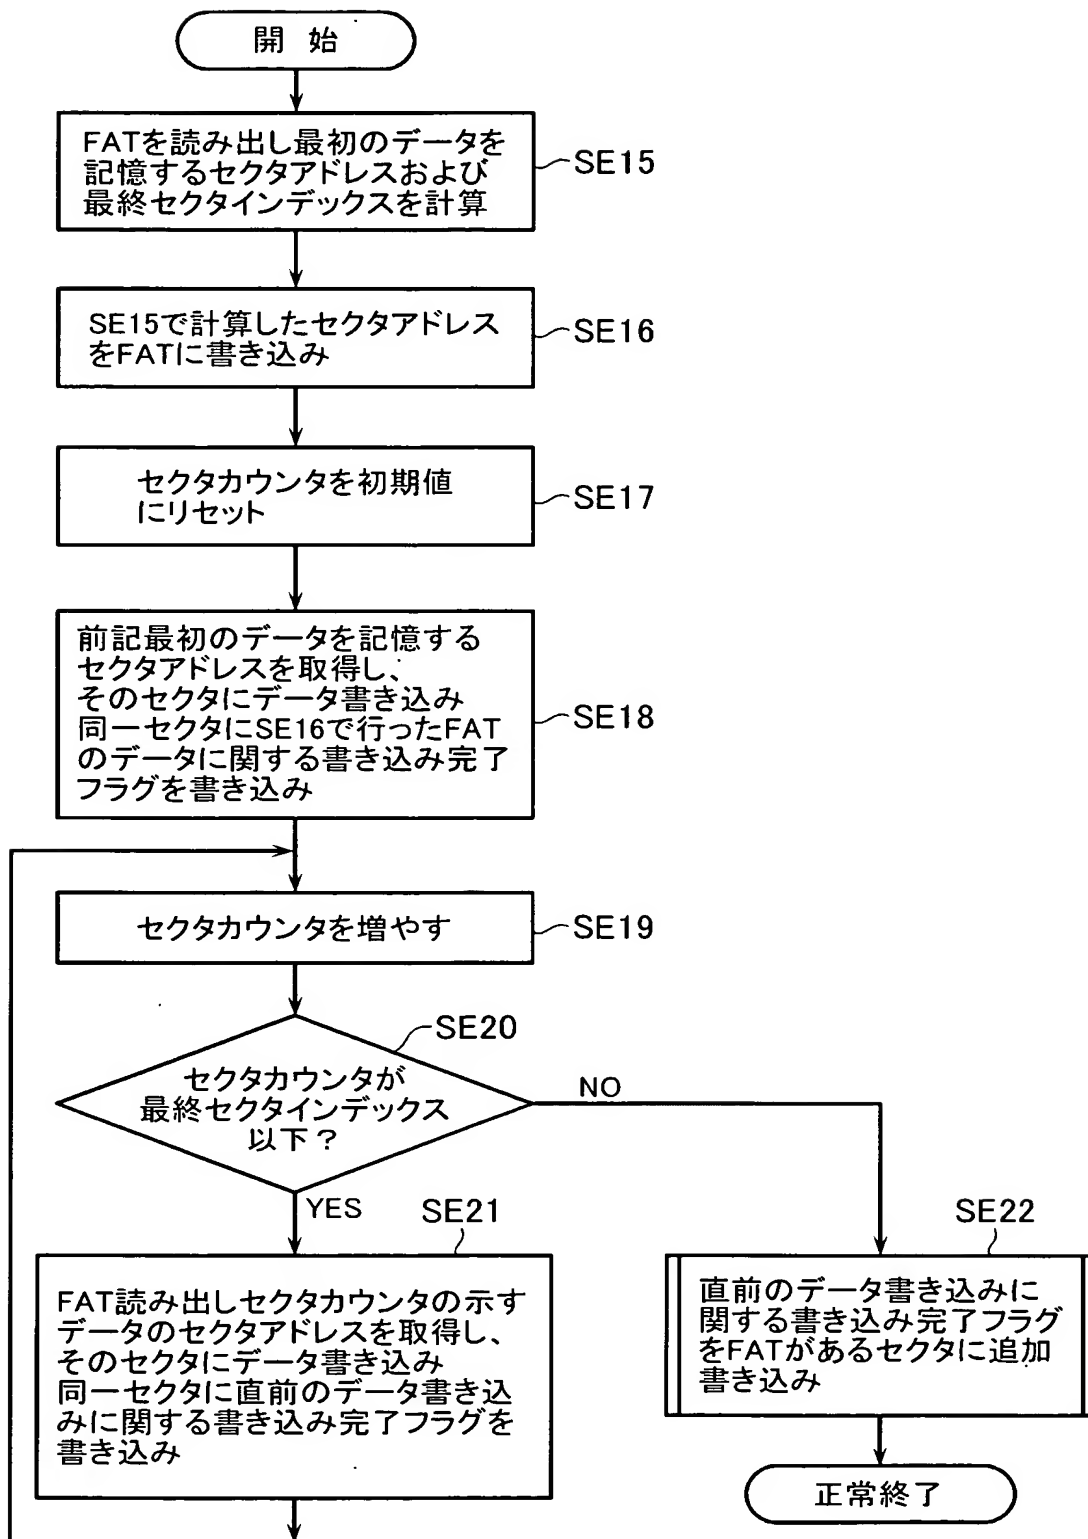 開 始
FATを読み出し最初のデータを
記憶するセクタアドレスおよび
最終セクタインデックスを計算
SE15
SE15で計算したセクタアドレス
をFATに書き込み
SE16
セクタカウンタを初期値
にリセット
SE17
前記最初のデータを記憶する
セクタアドレスを取得し、
そのセクタにデータ書き込み
同一セクタにSE16で行ったFAT
のデータに関する書き込み完了
フラグを書き込み
SE18
セクタカウンタを増やす
SE19
SE20
セクタカウンタが
最終セクタインデックス
以下？
NO
YES
SE21
FAT読み出しセクタカウンタの示す
データのセクタアドレスを取得し、
そのセクタにデータ書き込み
同一セクタに直前のデータ書き込
みに関する書き込み完了フラグを
書き込み
SE22
直前のデータ書き込みに
関する書き込み完了フラグ
をFATがあるセクタに追加
書き込み
正常終了